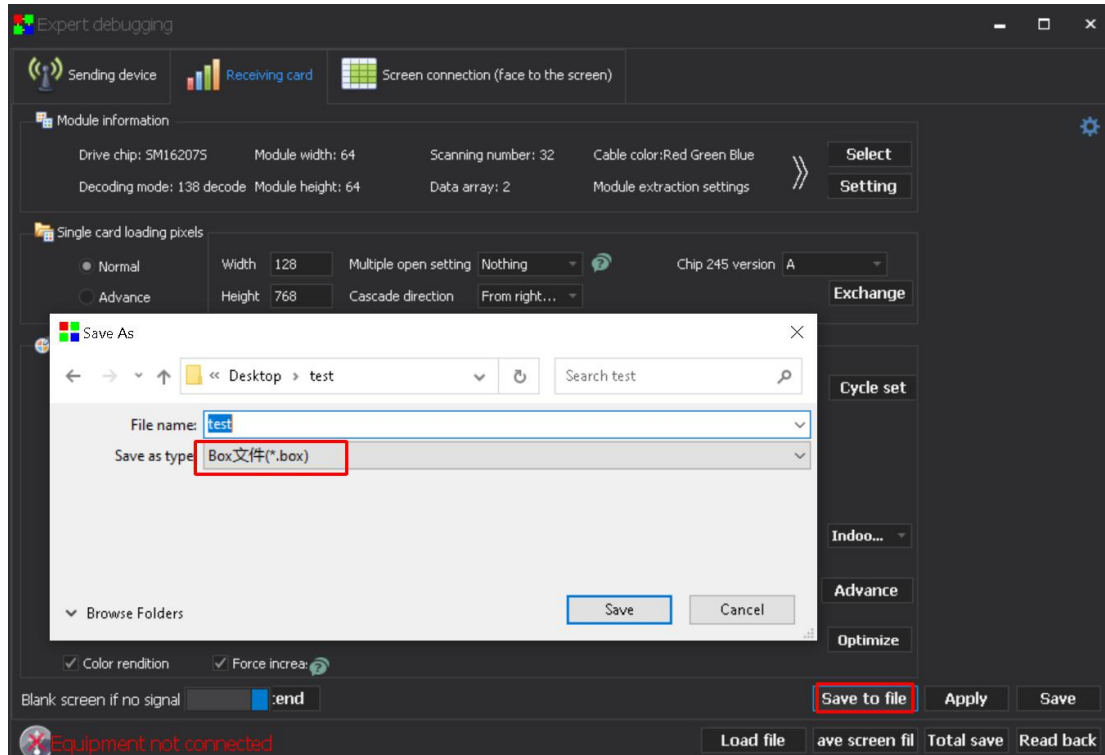 Expert debugging
Sending device
Receiving card
Screen connection (face to the screen)
Module information
Drive chip: SM16207S Module width: 64 Scanning number: 32 Cable color:Red Green Blue Select
Decoding mode: 138 decode Module height: 64 Data array: 2 Module extraction settings Setting
Single card loading pixels
Normal Width 128 Multiple open setting Nothing Chip 245 version A
Advance Height 768 Cascade direction From right... Exchange
Save As
« Desktop › test Search test
Cycle set
File name: test
Save as type Box文件(*.box)
Indoo...
Advance
Browse Folders Save Cancel
Optimize
Color rendition Force increa:
Blank screen if no signal :end Save to file Apply Save
Equipment not connected Load file ave screen fil Total save Read back